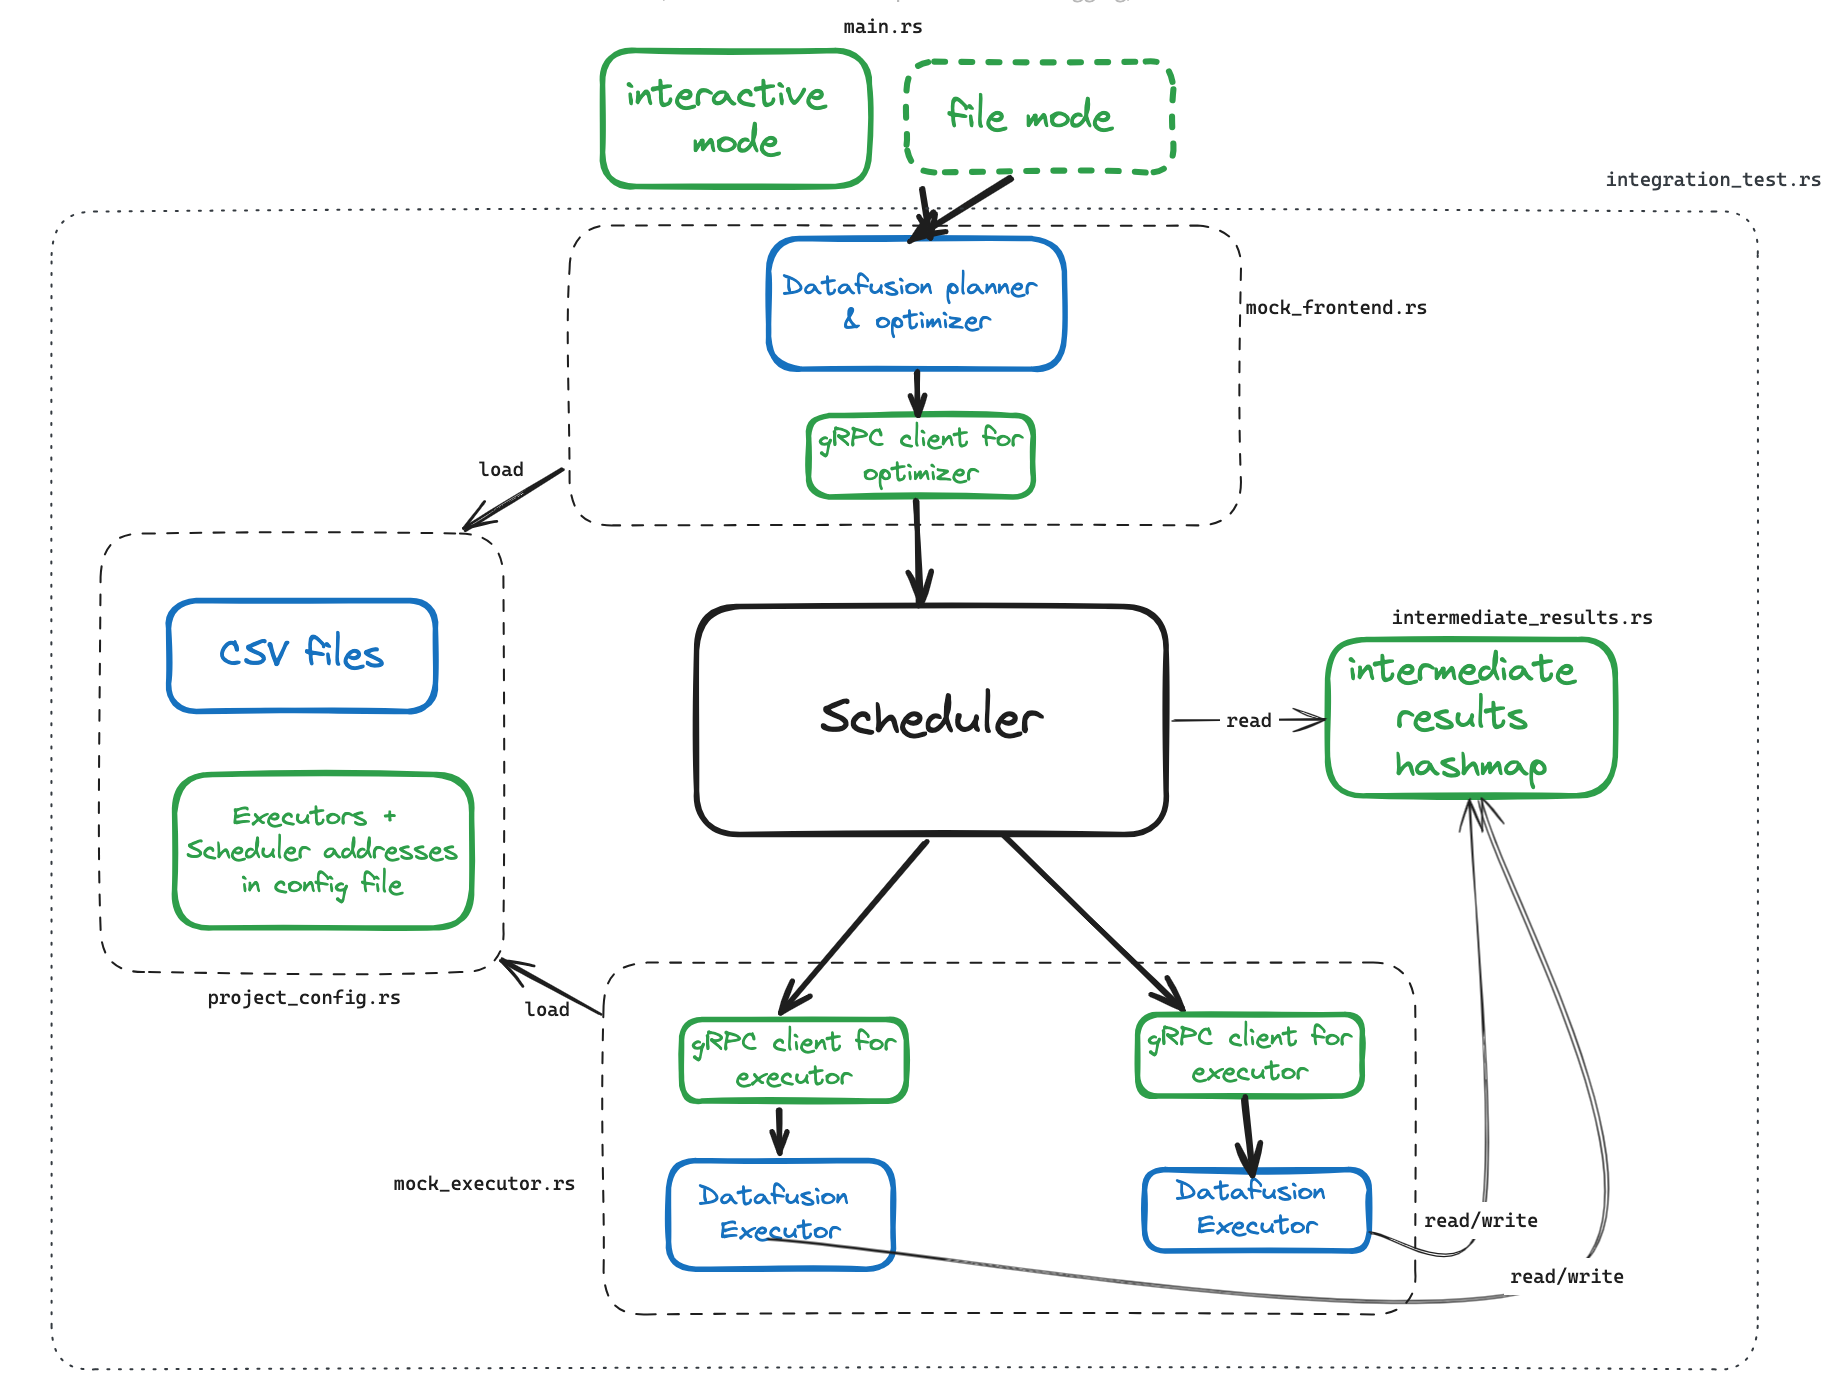 main.rs
interactive
mode
file mode
integration_test.rs
Datafusion planner
& optimizer
mock_frontend.rs
gRPC client for
optimizer
load
CSV files
Executors +
Scheduler addresses
in config file
project_config.rs
load
Scheduler
read
intermediate_results.rs
intermediate
results
hashmap
gRPC client for
executor
gRPC client for
executor
mock_executor.rs
Datafusion
Executor
Datafusion
Executor
read/write
read/write